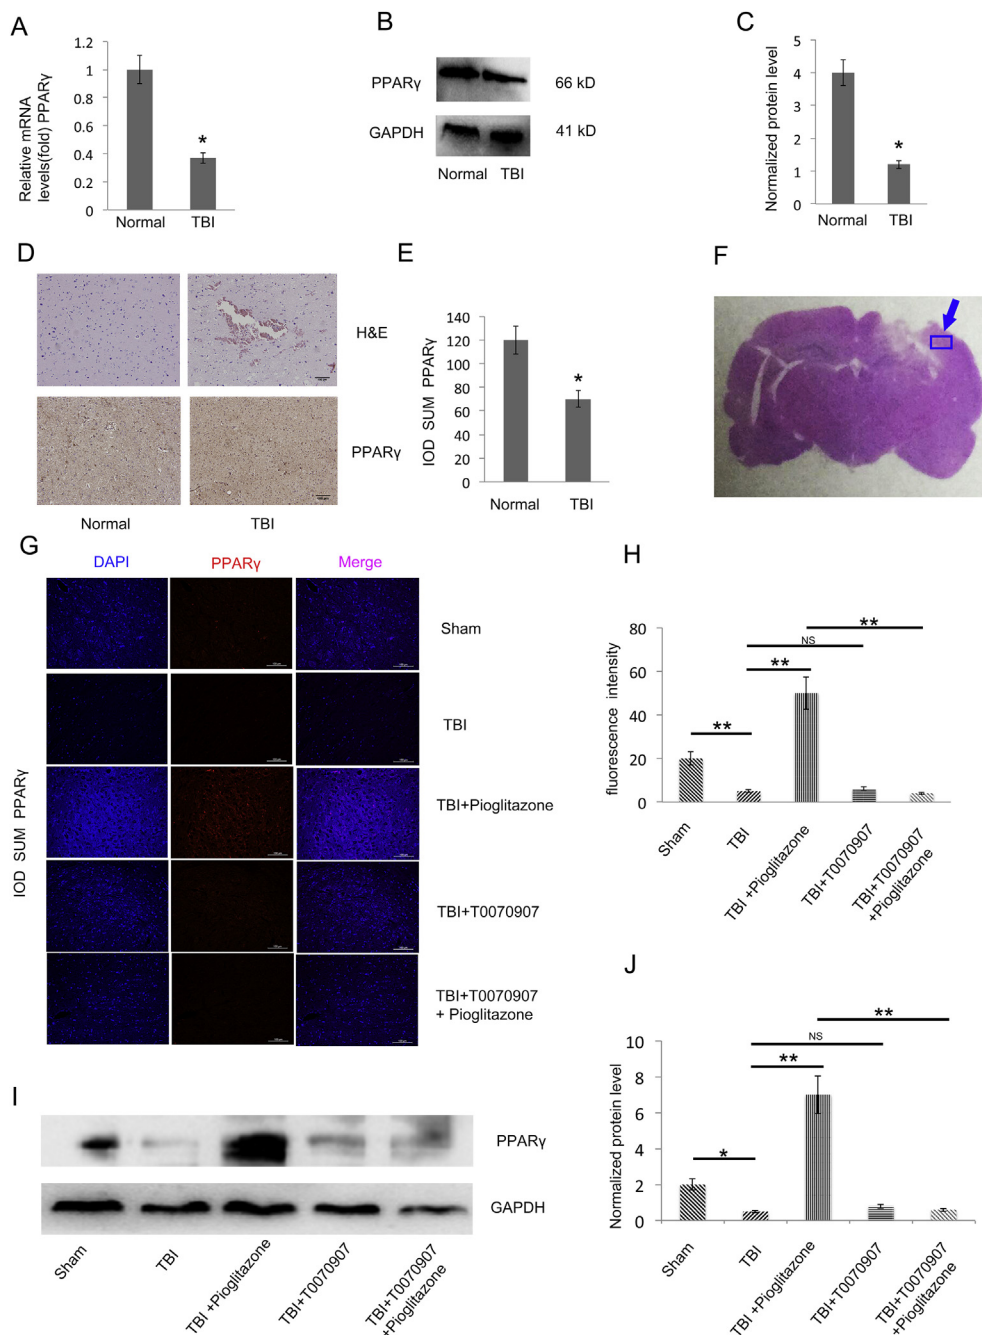 A
1.2
1
0.8
0.6
0.4
0.2
0
Relative mRNA
levels(fold) PPARγ
*
Normal
TBI
B
PPARγ
66 kD
GAPDH
41 kD
Normal
TBI
C
5
4
3
2
1
0
Normalized protein level
*
Normal
TBI
D
H&E
PPARγ
Normal
TBI
E
140
120
100
80
60
40
20
0
IOD SUM PPARγ
*
Normal
TBI
F
G
DAPI
PPARγ
Merge
IOD SUM PPARγ
Sham
TBI
TBI+Pioglitazone
TBI+T0070907
TBI+T0070907
+ Pioglitazone
H
80
60
40
20
0
fluorescence intensity
**
NS
**
**
Sham
TBI
TBI +Pioglitazone
TBI+T0070907
TBI+T0070907
+Pioglitazone
I
PPARγ
GAPDH
Sham
TBI
TBI +Pioglitazone
TBI+T0070907
TBI+T0070907
+Pioglitazone
J
10
8
6
4
2
0
Normalized protein level
**
NS
**
*
Sham
TBI
TBI +Pioglitazone
TBI+T0070907
TBI+T0070907
+Pioglitazone